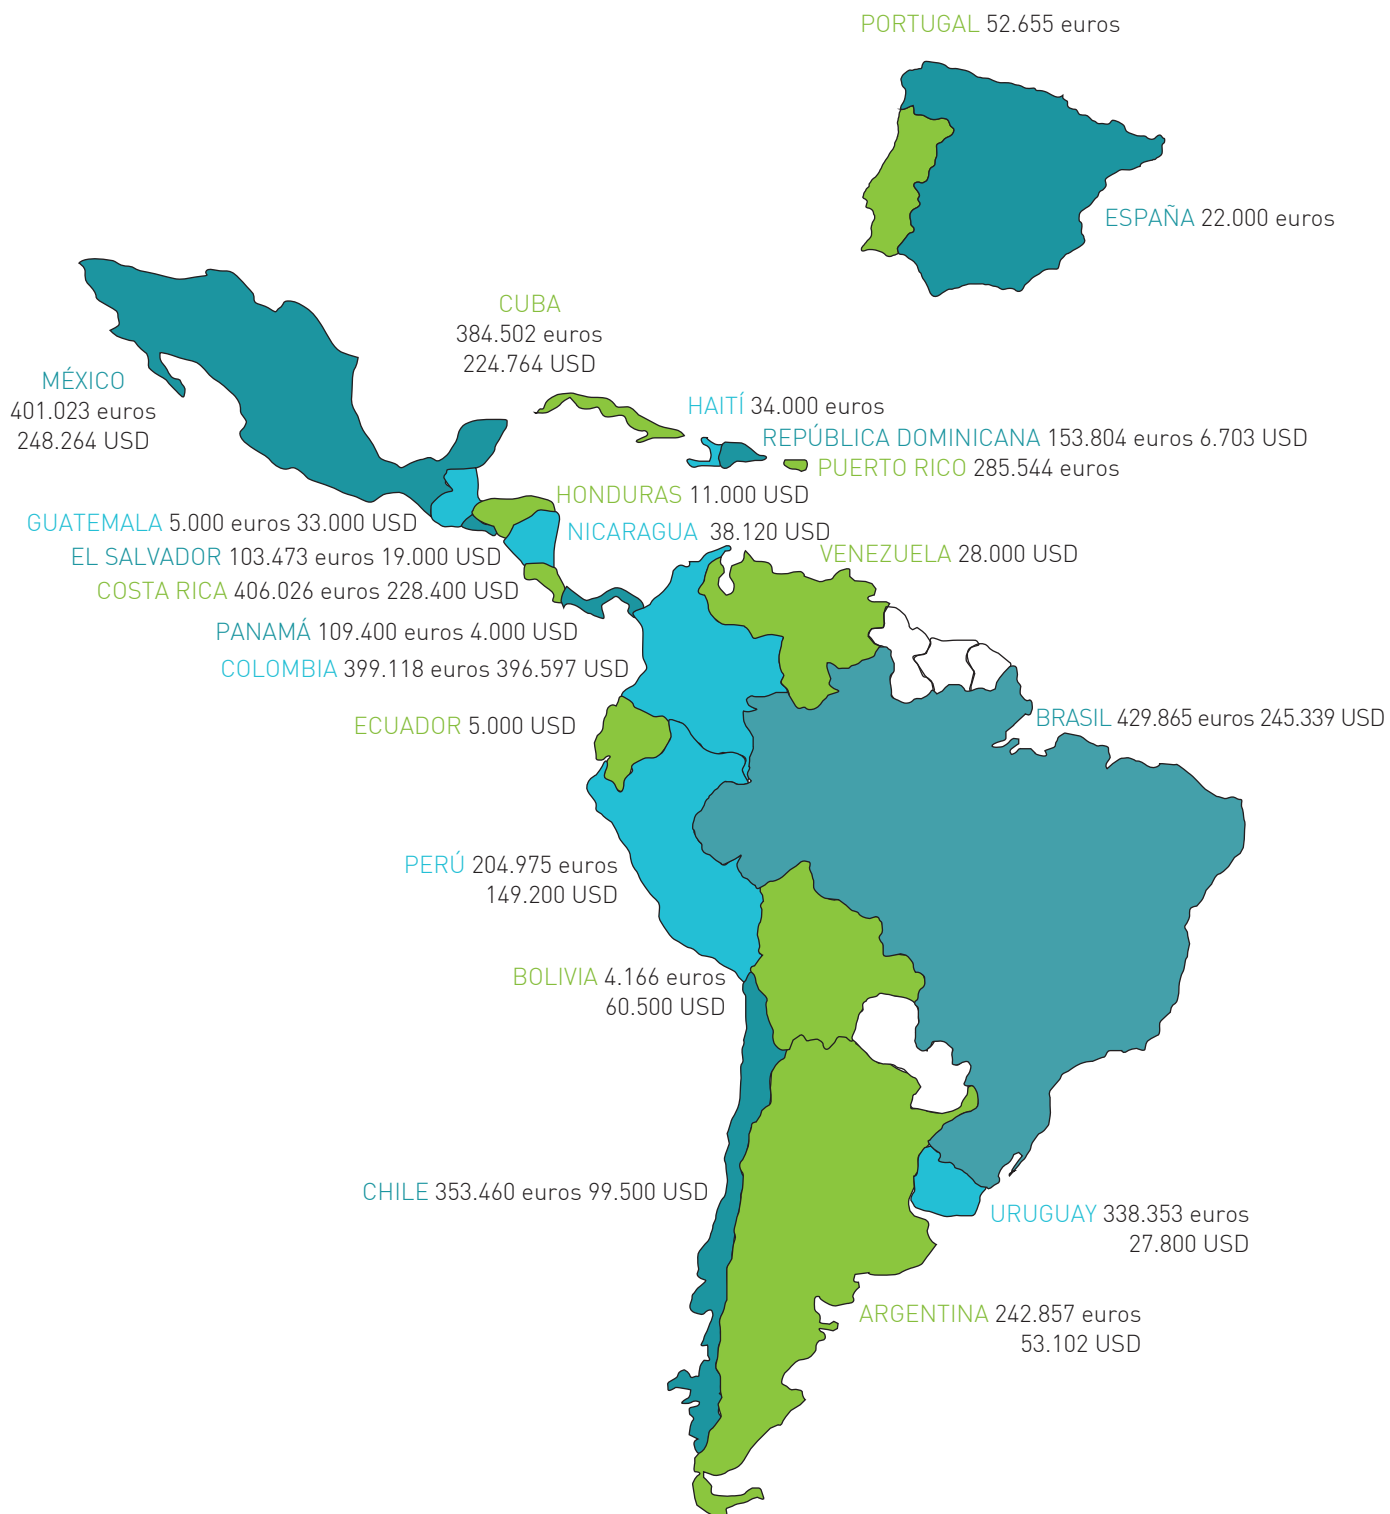 PORTUGAL 52.655 euros
ESPAÑA 22.000 euros
CUBA
384.502 euros
224.764 USD
MÉXICO
401.023 euros
248.264 USD
HAITÍ 34.000 euros
REPÚBLICA DOMINICANA 153.804 euros 6.703 USD
PUERTO RICO 285.544 euros
HONDURAS 11.000 USD
GUATEMALA 5.000 euros 33.000 USD
NICARAGUA 38.120 USD
EL SALVADOR 103.473 euros 19.000 USD
VENEZUELA 28.000 USD
COSTA RICA 406.026 euros 228.400 USD
PANAMÁ 109.400 euros 4.000 USD
COLOMBIA 399.118 euros 396.597 USD
ECUADOR 5.000 USD
BRASIL 429.865 euros 245.339 USD
PERÚ 204.975 euros
149.200 USD
BOLIVIA 4.166 euros
60.500 USD
CHILE 353.460 euros 99.500 USD
URUGUAY 338.353 euros
27.800 USD
ARGENTINA 242.857 euros
53.102 USD